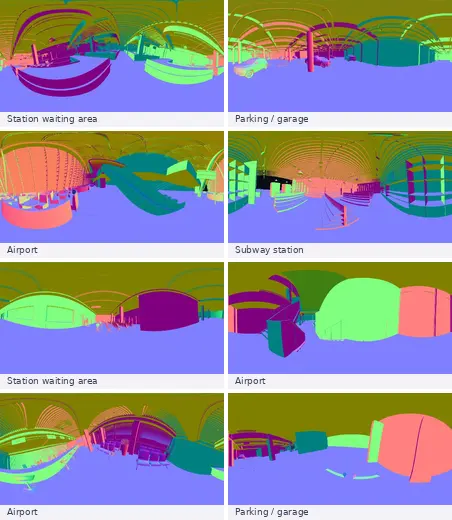 Station waiting area
Parking / garage
Airport
Subway station
Station waiting area
Airport
Airport
Parking / garage